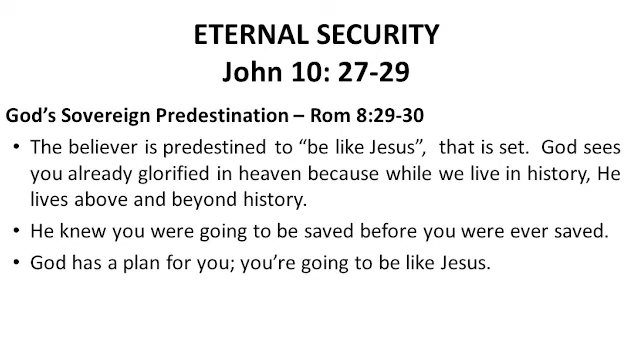 ETERNAL SECURITY
John 10: 27-29
God’s Sovereign Predestination – Rom 8:29-30
• The believer is predestined to “be like Jesus”, that is set. God sees
you already glorified in heaven because while we live in history, He
lives above and beyond history.
• He knew you were going to be saved before you were ever saved.
• God has a plan for you; you’re going to be like Jesus.